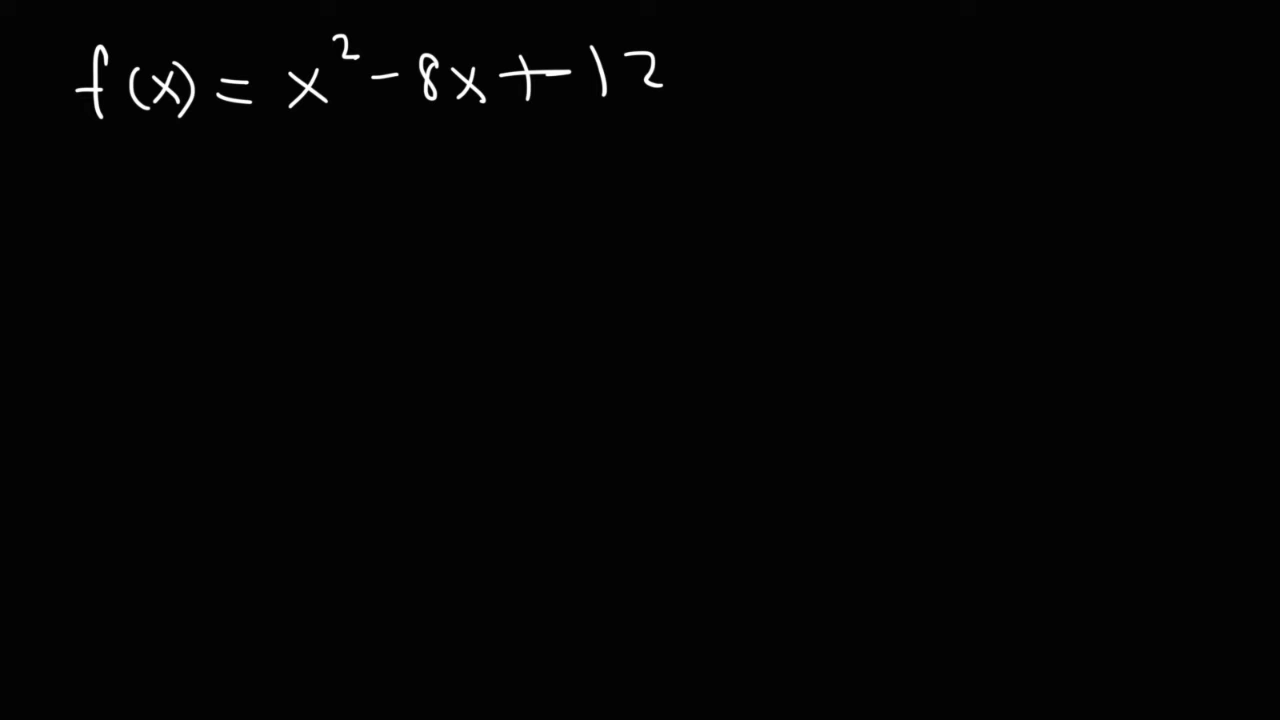 f(x) = x² - 8x + 12